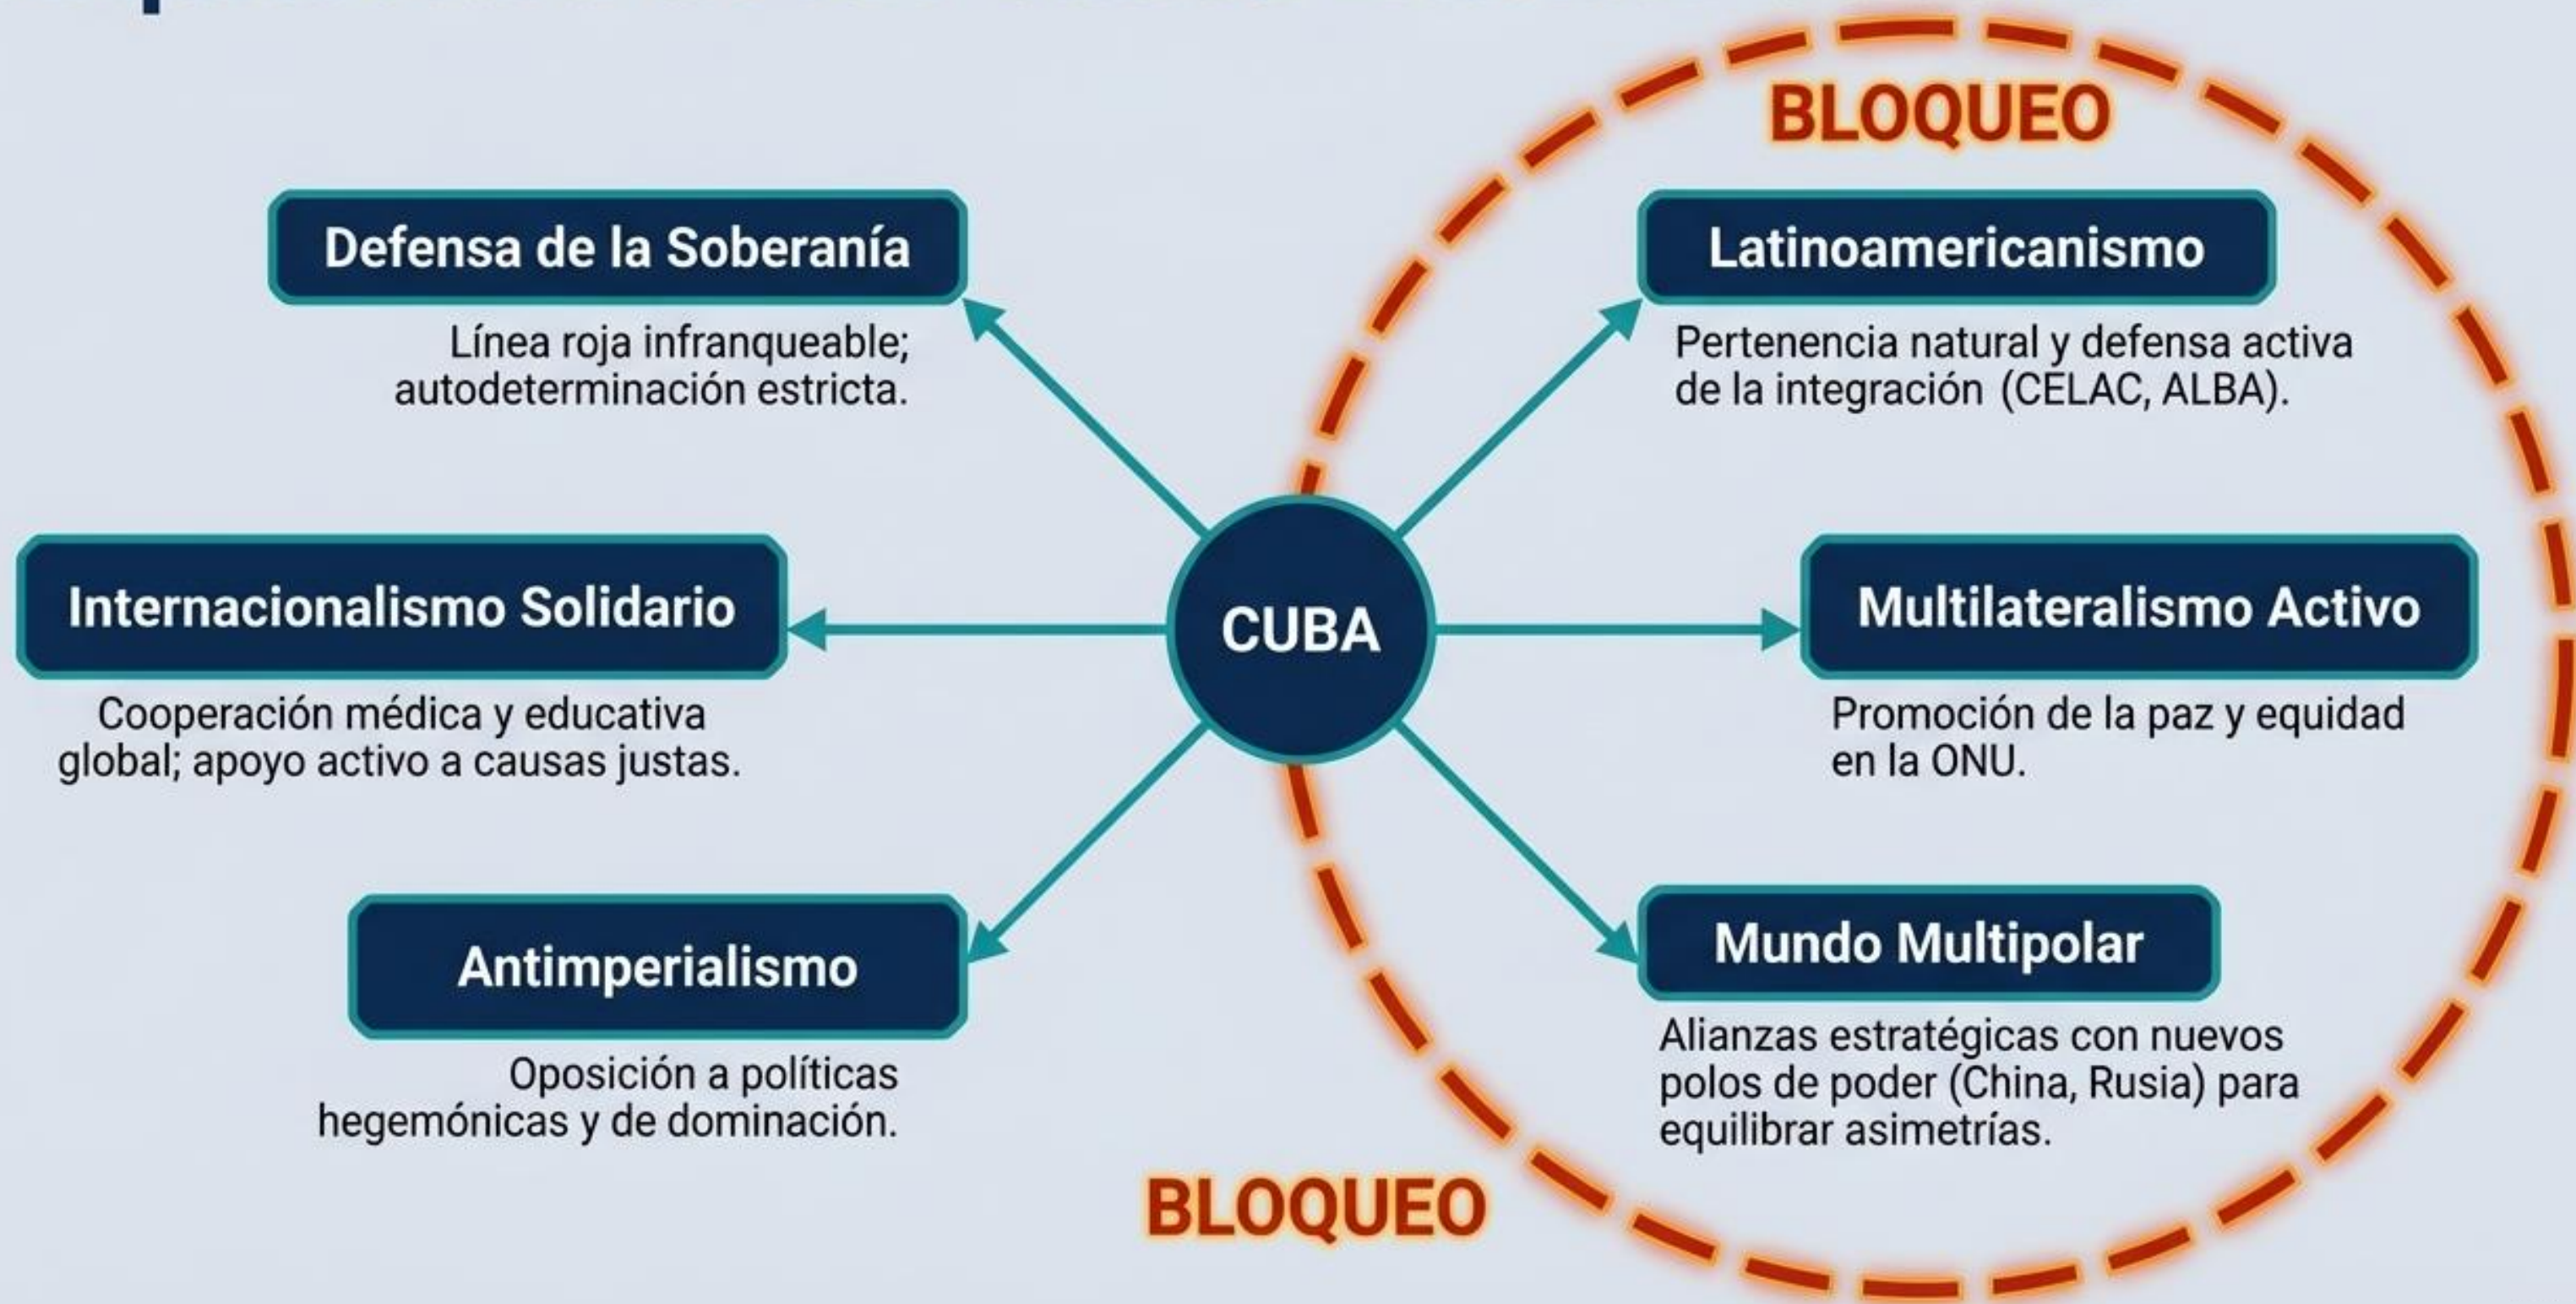 BLOQUEO
Defensa de la Soberanía
Línea roja infranqueable;
autodeterminación estricta.
Latinoamericanismo
Pertenencia natural y defensa activa
de la integración (CELAC, ALBA).
Internacionalismo Solidario
Cooperación médica y educativa
global; apoyo activo a causas justas.
CUBA
Multilateralismo Activo
Promoción de la paz y equidad
en la ONU.
Antimperialismo
Oposición a políticas
hegemónicas y de dominación.
Mundo Multipolar
Alianzas estratégicas con nuevos
polos de poder (China, Rusia) para
equilibrar asimetrías.
BLOQUEO